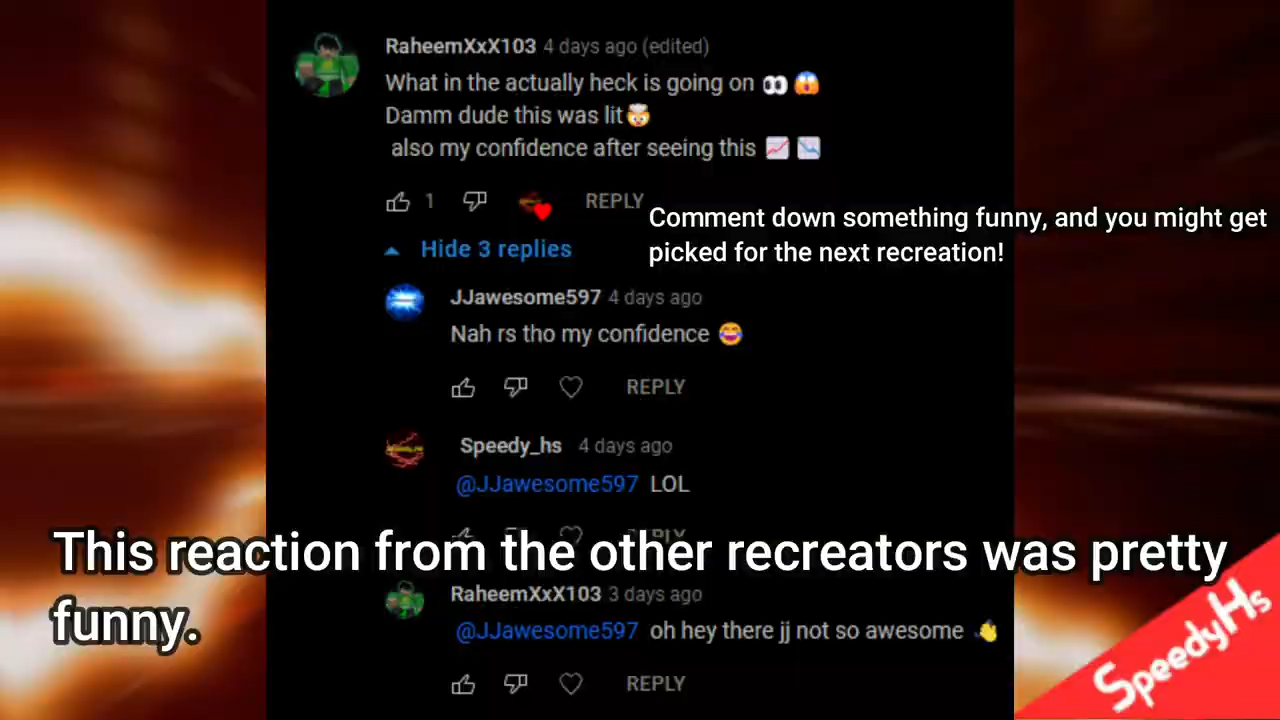 RaheemXxX103 4 days ago (edited)
What in the actually heck is going on 👀 😱
Damm dude this was lit🤯
also my confidence after seeing this 📈 📉
1 REPLY
Comment down something funny, and you might get
picked for the next recreation!
Hide 3 replies
JJawesome597 4 days ago
Nah rs tho my confidence 😂
REPLY
Speedy_hs 4 days ago
@JJawesome597 LOL
REPLY
This reaction from the other recreators was pretty
funny.
RaheemXxX103 3 days ago
@JJawesome597 oh hey there jj not so awesome 👋
REPLY
SpeedyHs